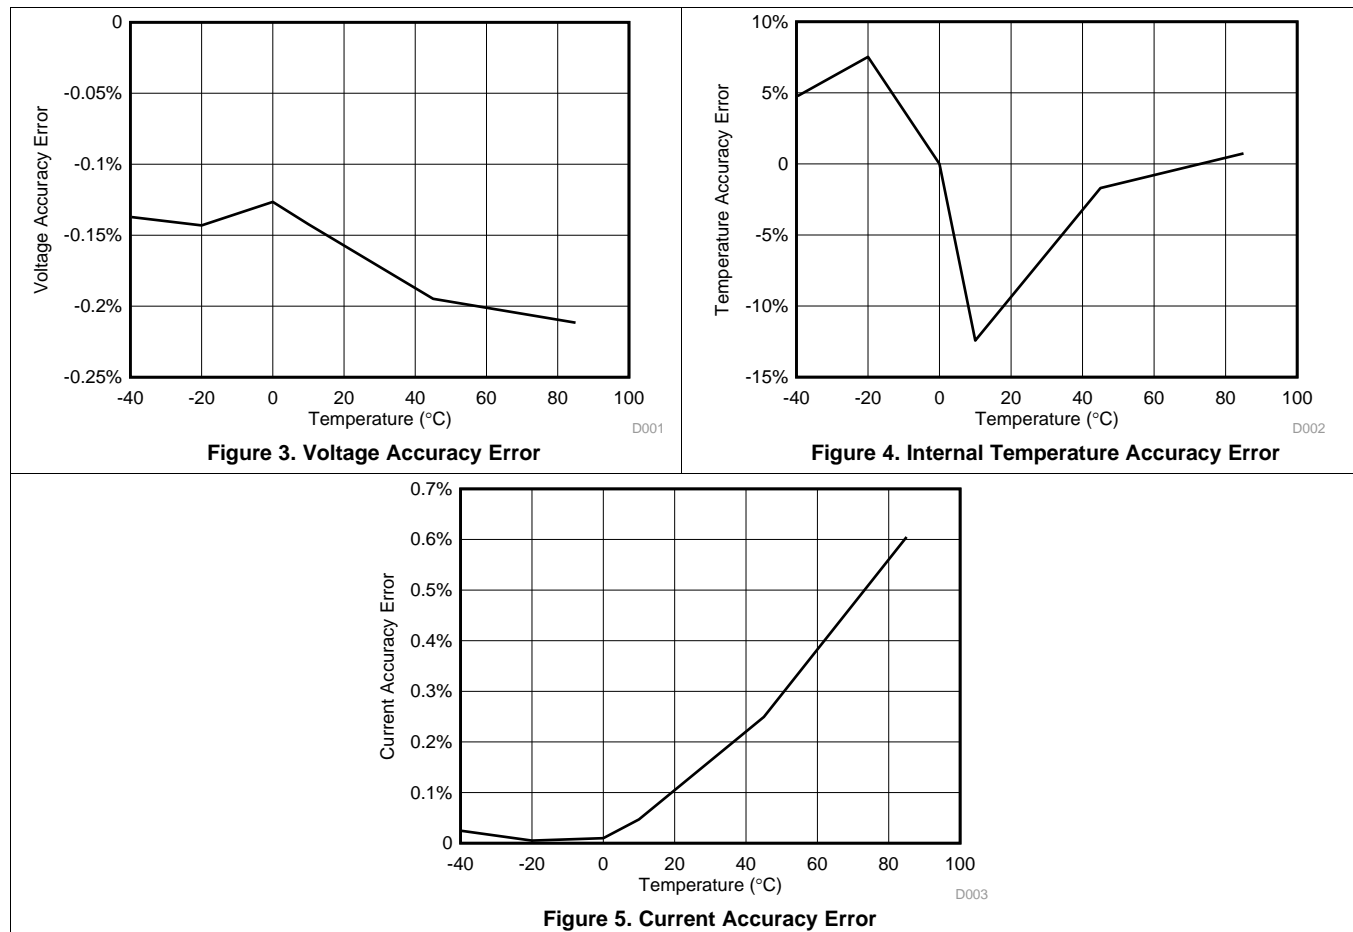 0
-0.05%
-0.1%
-0.15%
-0.2%
-0.25%
Voltage Accuracy Error
-40 -20 0 20 40 60 80 100
Temperature (°C)
D001
Figure 3. Voltage Accuracy Error
10%
5%
0
-5%
-10%
-15%
Temperature Accuracy Error
-40 -20 0 20 40 60 80 100
Temperature (°C)
D002
Figure 4. Internal Temperature Accuracy Error
0.7%
0.6%
0.5%
0.4%
0.3%
0.2%
0.1%
0
Current Accuracy Error
-40 -20 0 20 40 60 80 100
Temperature (°C)
D003
Figure 5. Current Accuracy Error